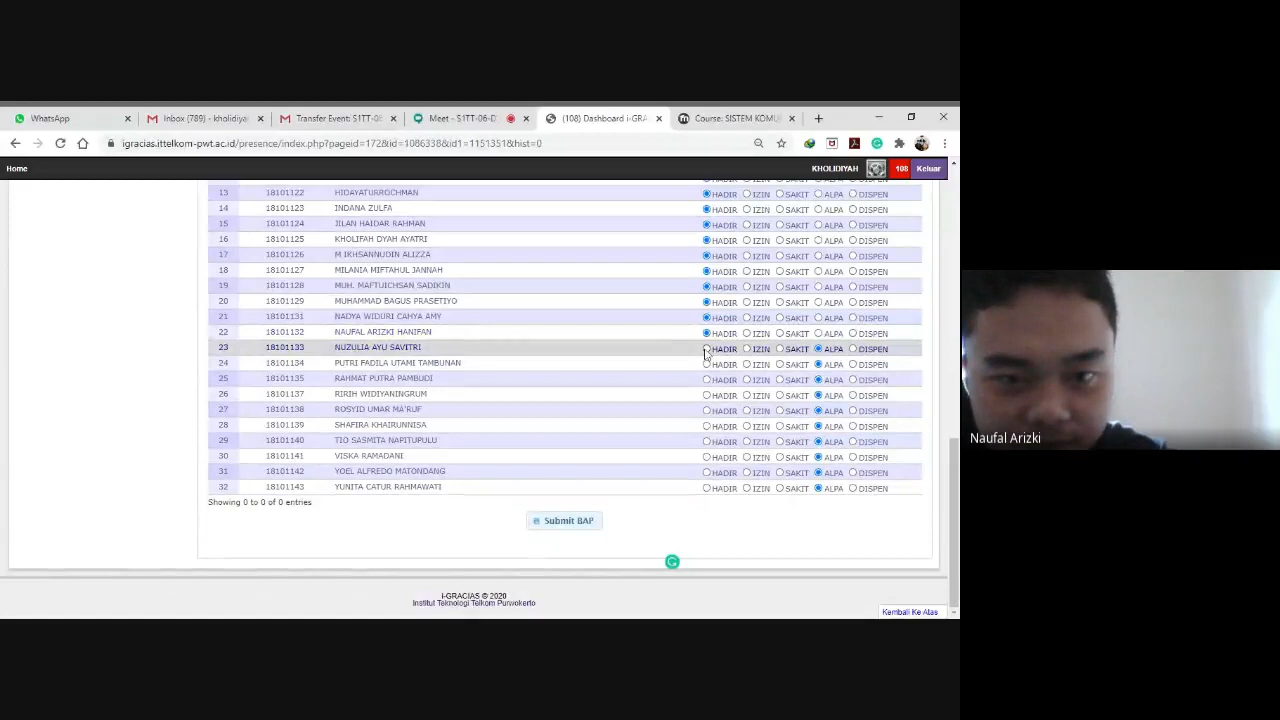 WhatsApp
Inbox (789) - kholidiya
Transfer Event: S1TT-06
Meet - S1TT-06-D
(108) Dashboard i-GRA
Course: SISTEM KOMU
igracias.ittelkom-pwt.ac.id/presence/index.php?pageid=172&id=1086338&id1=1151351&hist=0
Home
KHOLIDIYAH
108
Keluar
13 18101122 HIDAYATURROCHMAN HADIR IZIN SAKIT ALPA DISPEN
14 18101123 INDANA ZULFA HADIR IZIN SAKIT ALPA DISPEN
15 18101124 JILAN HAIDAR RAHMAN HADIR IZIN SAKIT ALPA DISPEN
16 18101125 KHOLIFAH DYAH AYATRI HADIR IZIN SAKIT ALPA DISPEN
17 18101126 M IKHSANNUDIN ALIZZA HADIR IZIN SAKIT ALPA DISPEN
18 18101127 MILANIA MIFTAHUL JANNAH HADIR IZIN SAKIT ALPA DISPEN
19 18101128 MUH. MAFTUICHSAN SADIKIN HADIR IZIN SAKIT ALPA DISPEN
20 18101129 MUHAMMAD BAGUS PRASETIYO HADIR IZIN SAKIT ALPA DISPEN
21 18101131 NADYA WIDURI CAHYA AMY HADIR IZIN SAKIT ALPA DISPEN
22 18101132 NAUFAL ARIZKI HANIFAN HADIR IZIN SAKIT ALPA DISPEN
23 18101133 NUZULIA AYU SAVITRI HADIR IZIN SAKIT ALPA DISPEN
24 18101134 PUTRI FADILA UTAMI TAMBUNAN HADIR IZIN SAKIT ALPA DISPEN
25 18101135 RAHMAT PUTRA PAMBUDI HADIR IZIN SAKIT ALPA DISPEN
26 18101137 RIRIH WIDIYANINGRUM HADIR IZIN SAKIT ALPA DISPEN
27 18101138 ROSYID UMAR MA'RUF HADIR IZIN SAKIT ALPA DISPEN
28 18101139 SHAFIRA KHAIRUNNISA HADIR IZIN SAKIT ALPA DISPEN
29 18101140 TIO SASMITA NAPITUPULU HADIR IZIN SAKIT ALPA DISPEN
30 18101141 VISKA RAMADANI HADIR IZIN SAKIT ALPA DISPEN
31 18101142 YOEL ALFREDO MATONDANG HADIR IZIN SAKIT ALPA DISPEN
32 18101143 YUNITA CATUR RAHMAWATI HADIR IZIN SAKIT ALPA DISPEN
Showing 0 to 0 of 0 entries
Submit BAP
i-GRACIAS © 2020
Institut Teknologi Telkom Purwokerto
Kembali Ke Atas
Naufal Arizki